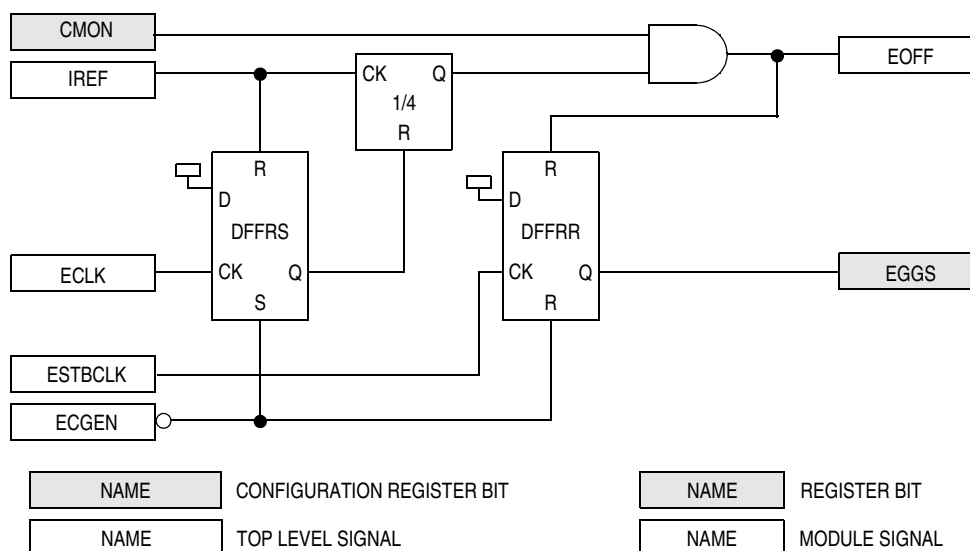 CMON
IREF
EOFF
CK Q
1/4
R
R
D
DFFRS
CK Q
S
R
D
DFFRR
CK Q
R
ECLK
EGGS
ESTBCLK
ECGEN
NAME CONFIGURATION REGISTER BIT
NAME REGISTER BIT
NAME TOP LEVEL SIGNAL
NAME MODULE SIGNAL